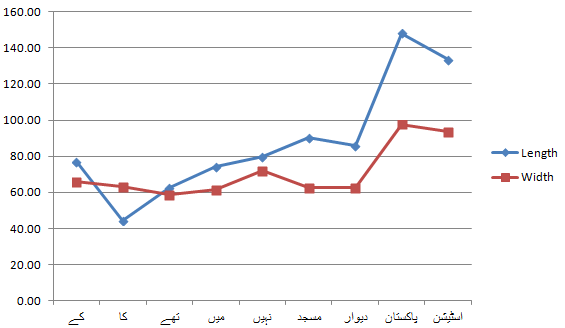 160.00
140.00
120.00
100.00
80.00
60.00
40.00
20.00
0.00
کے
کا
تھے
میں
نہیں
مسجد
دیوار
پاکستان
اسٹیشن
Length
Width